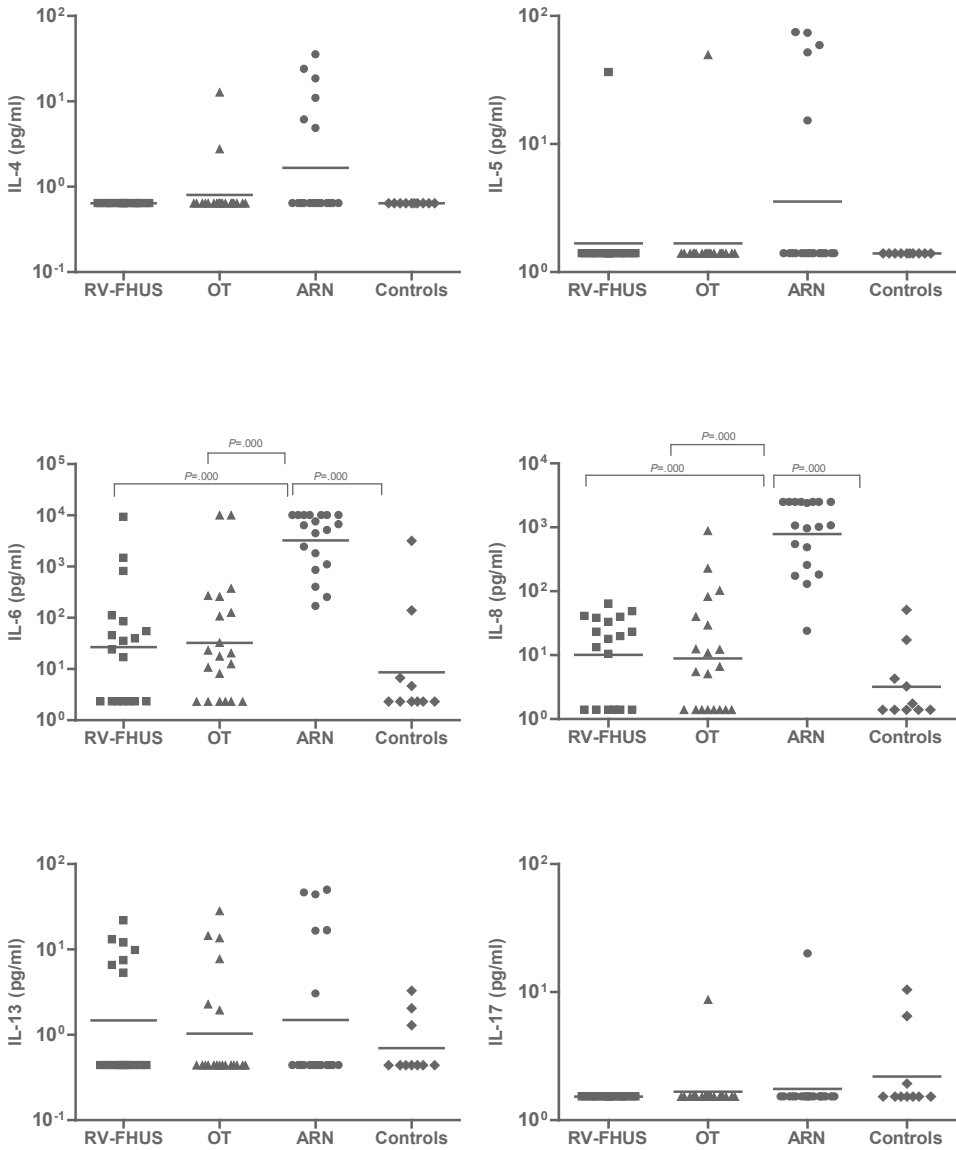 IL-4 (pg/ml)
10²
10¹
10⁰
10⁻¹
RV-FHUS OT ARN Controls
IL-5 (pg/ml)
10²
10¹
10⁰
RV-FHUS OT ARN Controls
P=.000
P=.000 P=.000
IL-6 (pg/ml)
10⁵
10⁴
10³
10²
10¹
10⁰
RV-FHUS OT ARN Controls
P=.000
P=.000 P=.000
IL-8 (pg/ml)
10⁴
10³
10²
10¹
10⁰
RV-FHUS OT ARN Controls
IL-13 (pg/ml)
10²
10¹
10⁰
10⁻¹
RV-FHUS OT ARN Controls
IL-17 (pg/ml)
10²
10¹
10⁰
RV-FHUS OT ARN Controls